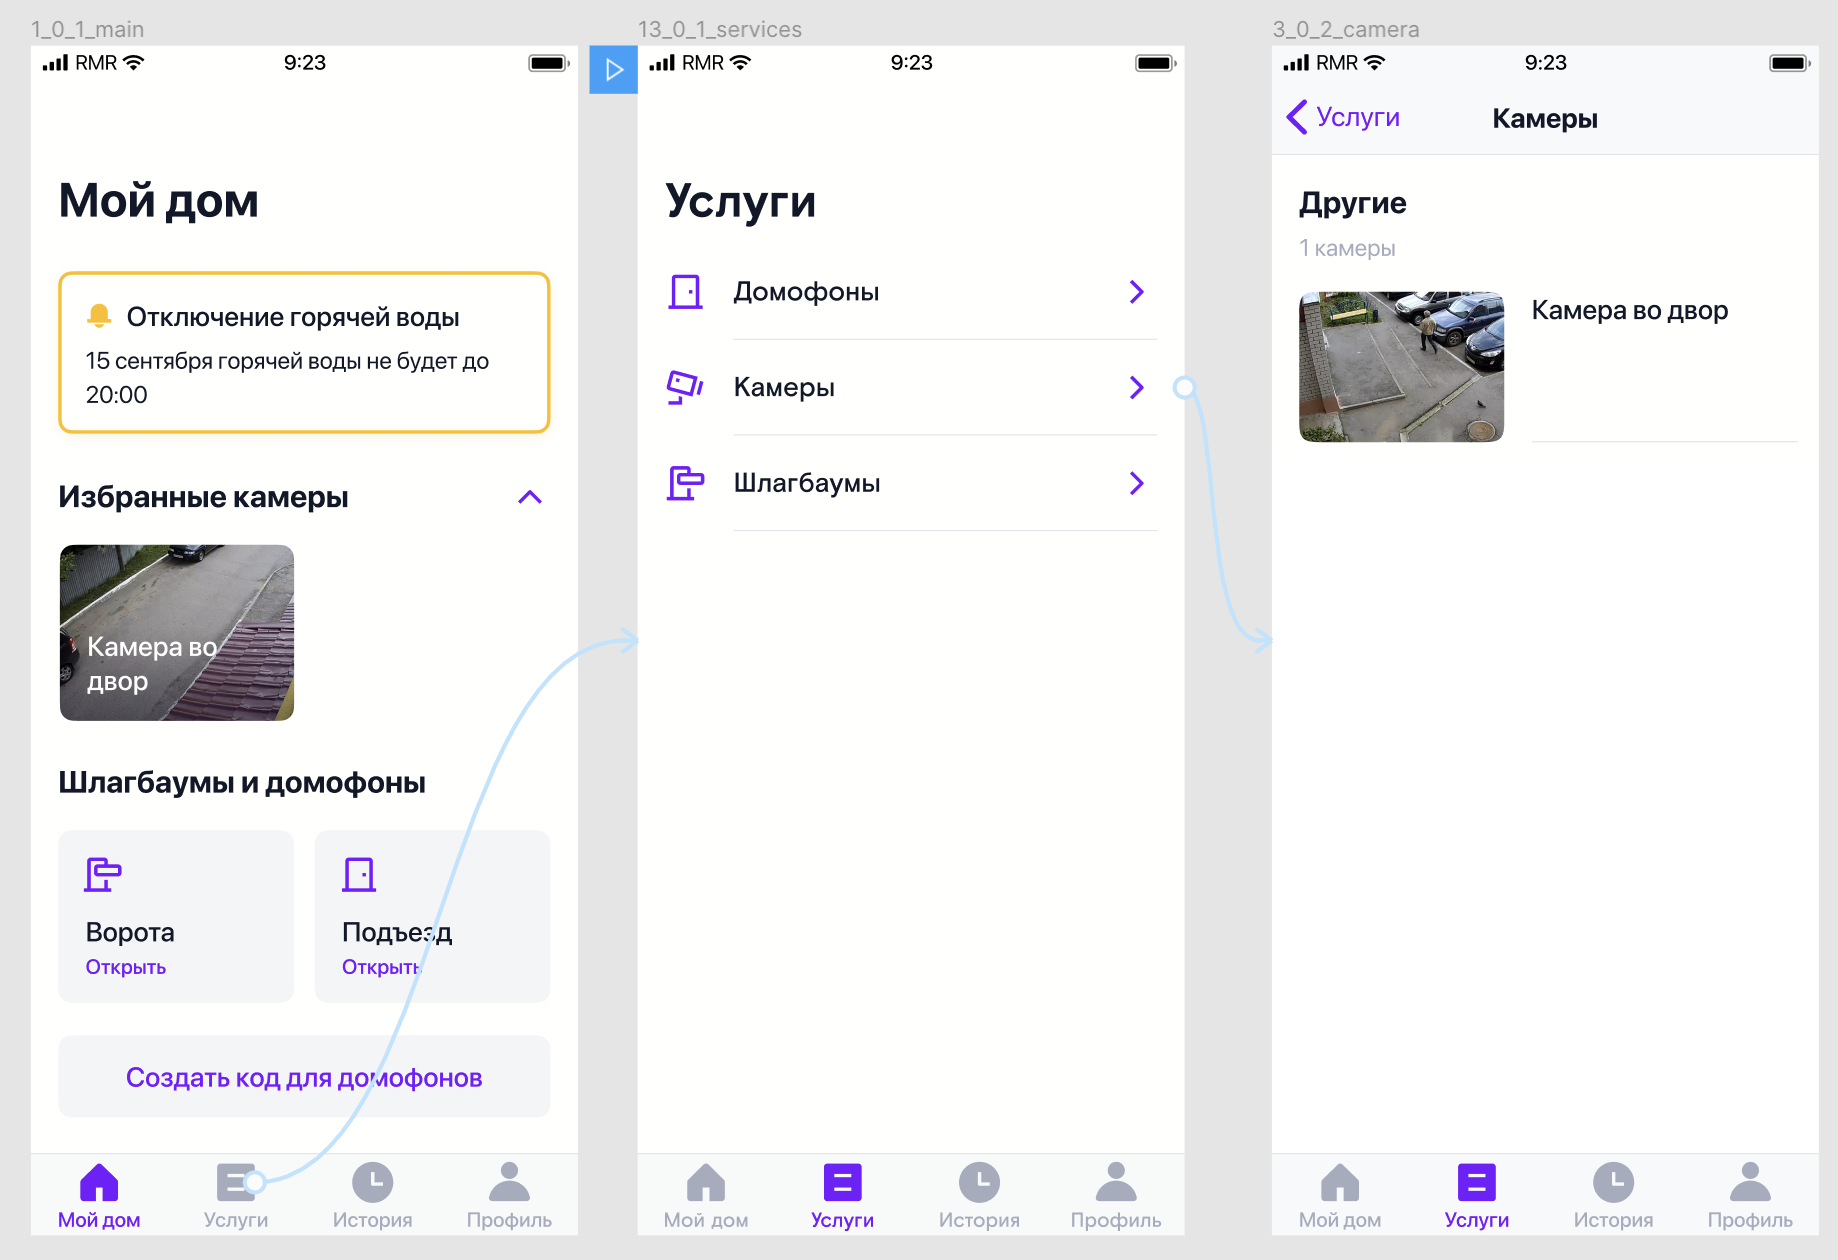 1_0_1_main
RMR
9:23
Мой дом
Отключение горячей воды
15 сентября горячей воды не будет до
20:00
Избранные камеры
Камера во
двор
Шлагбаумы и домофоны
Ворота
Открыть
Подъезд
Открыть
Создать код для домофонов
Мой дом
Услуги
История
Профиль
13_0_1_services
RMR
9:23
Услуги
Домофоны
Камеры
Шлагбаумы
Мой дом
Услуги
История
Профиль
3_0_2_camera
RMR
9:23
Услуги
Камеры
Другие
1 камеры
Камера во двор
Мой дом
Услуги
История
Профиль